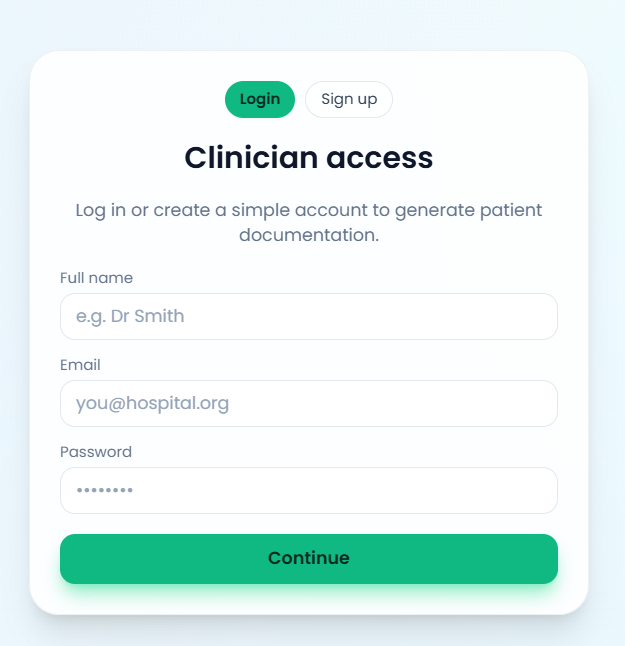 Login
Sign up
Clinician access
Log in or create a simple account to generate patient
documentation.
Full name
e.g. Dr Smith
Email
you@hospital.org
Password
••••••••
Continue